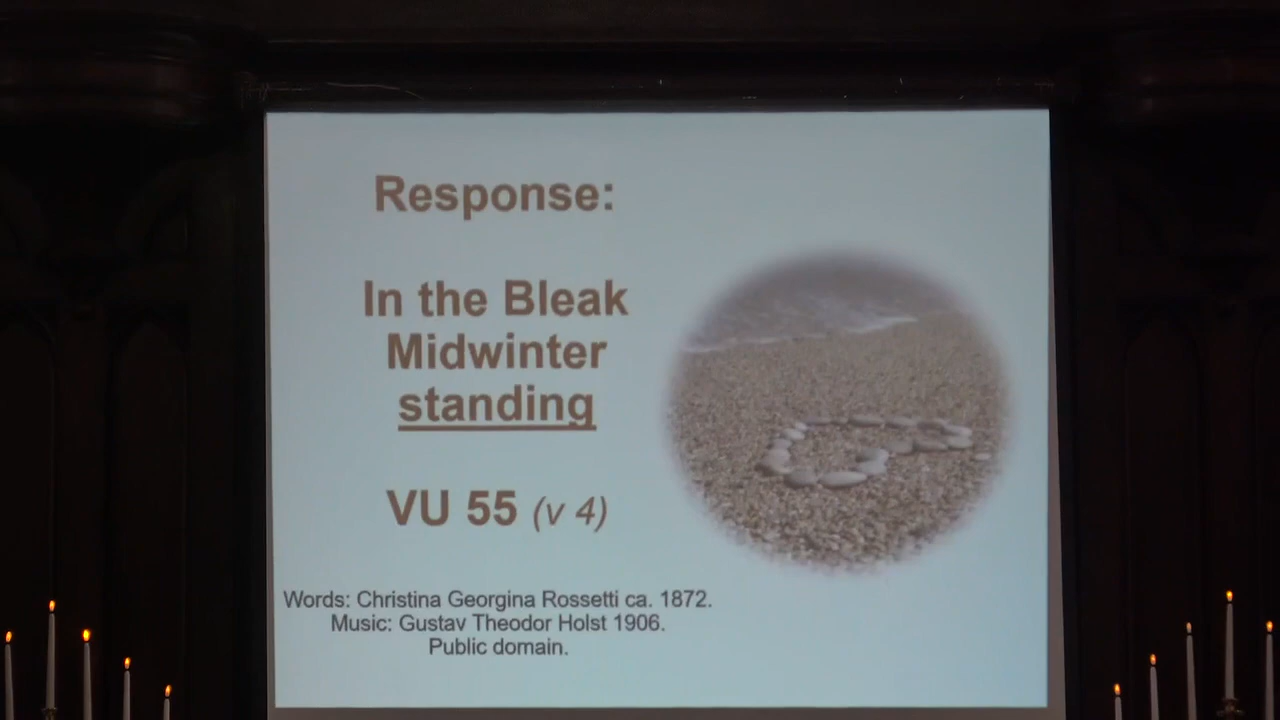 Response:
In the Bleak
Midwinter
standing
VU 55 (v 4)
Words: Christina Georgina Rossetti ca. 1872.
Music: Gustav Theodor Holst 1906.
Public domain.